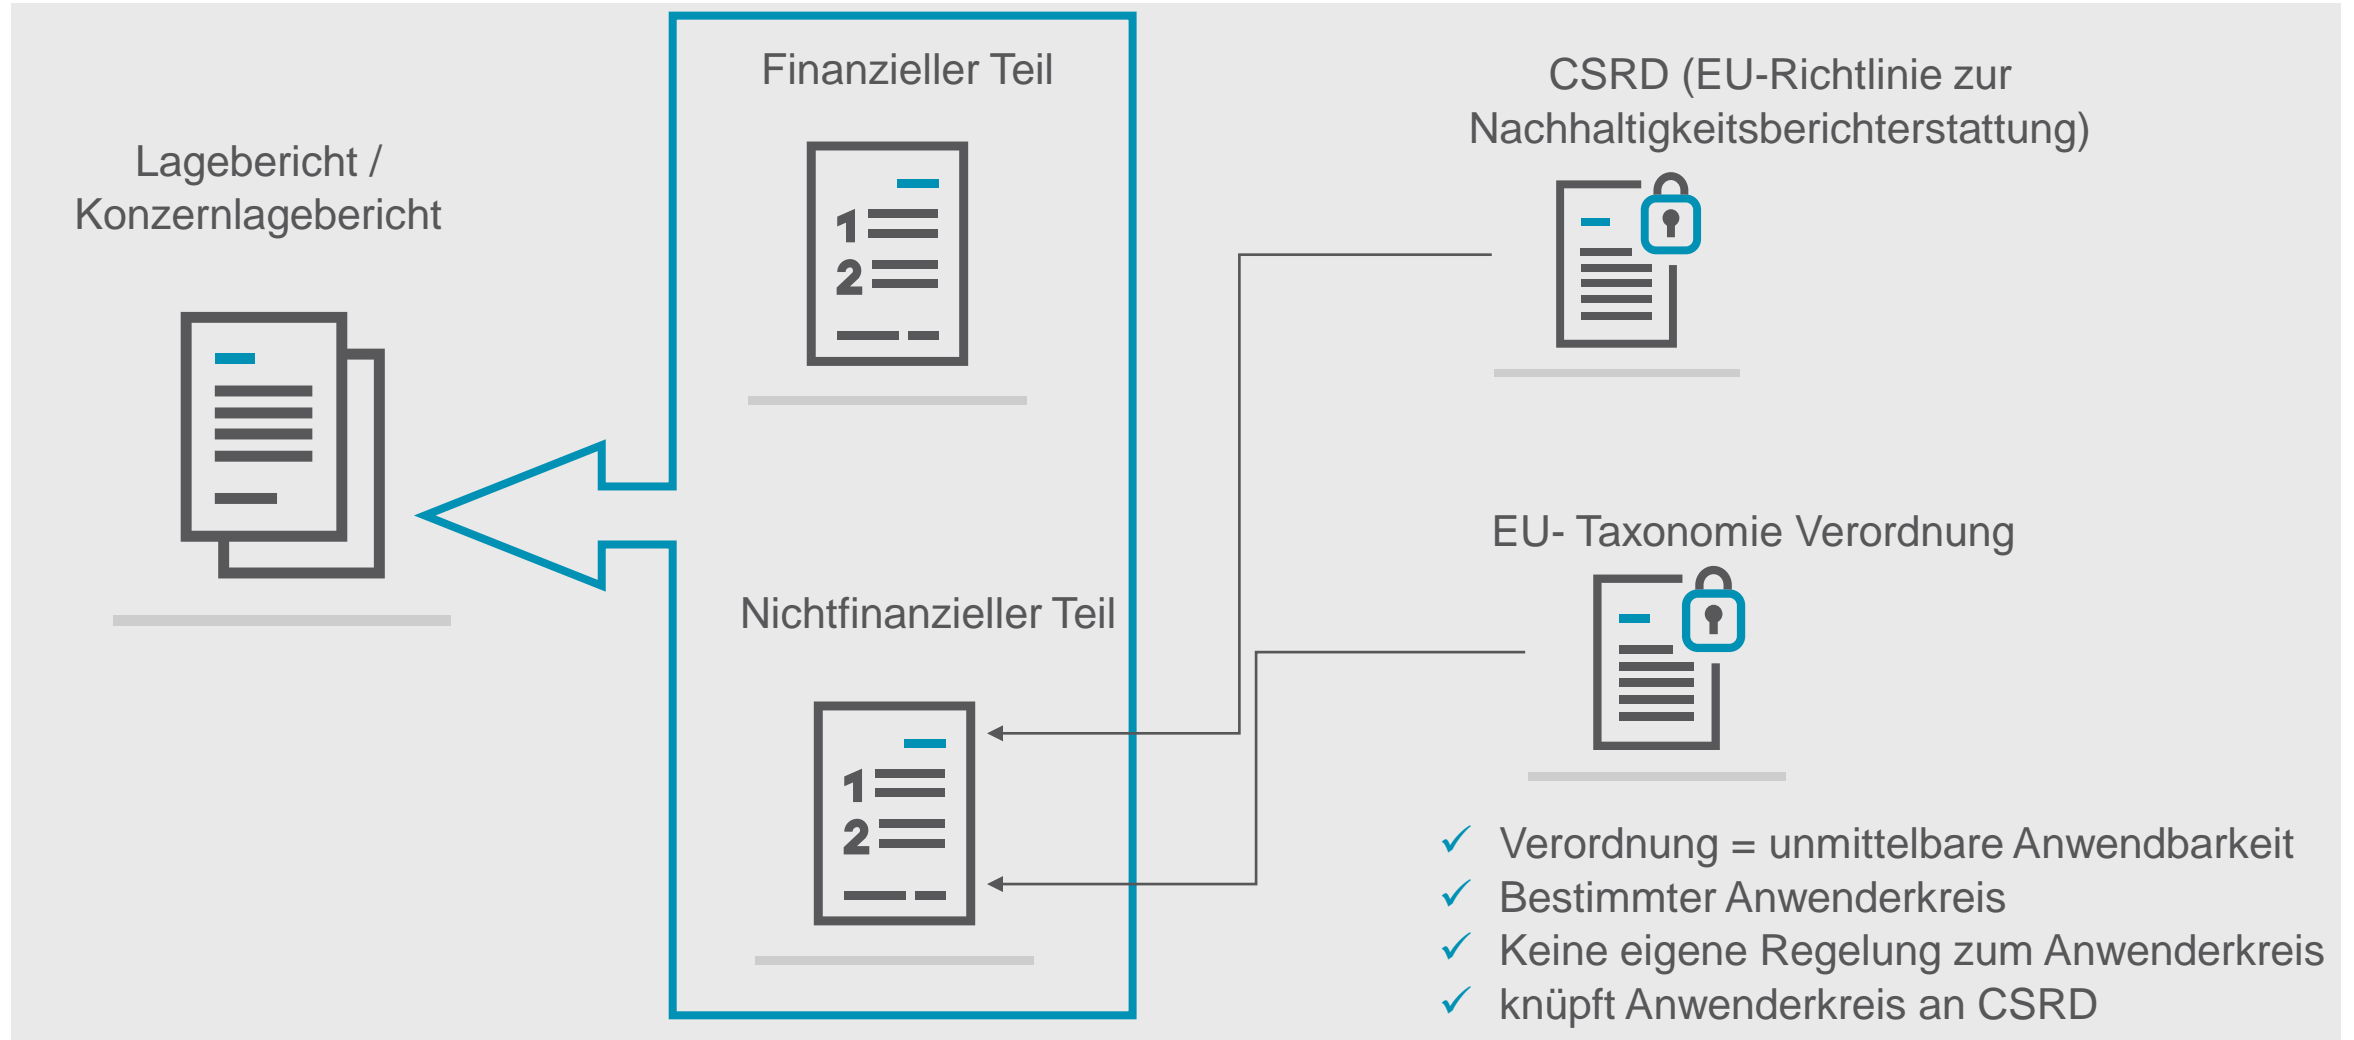 Lagebericht /
Konzernlagebericht
Finanzieller Teil
1
2
Nichtfinanzieller Teil
1
2
CSRD (EU-Richtlinie zur
Nachhaltigkeitsberichterstattung)
EU- Taxonomie Verordnung
✓ Verordnung = unmittelbare Anwendbarkeit
✓ Bestimmter Anwenderkreis
✓ Keine eigene Regelung zum Anwenderkreis
✓ knüpft Anwenderkreis an CSRD